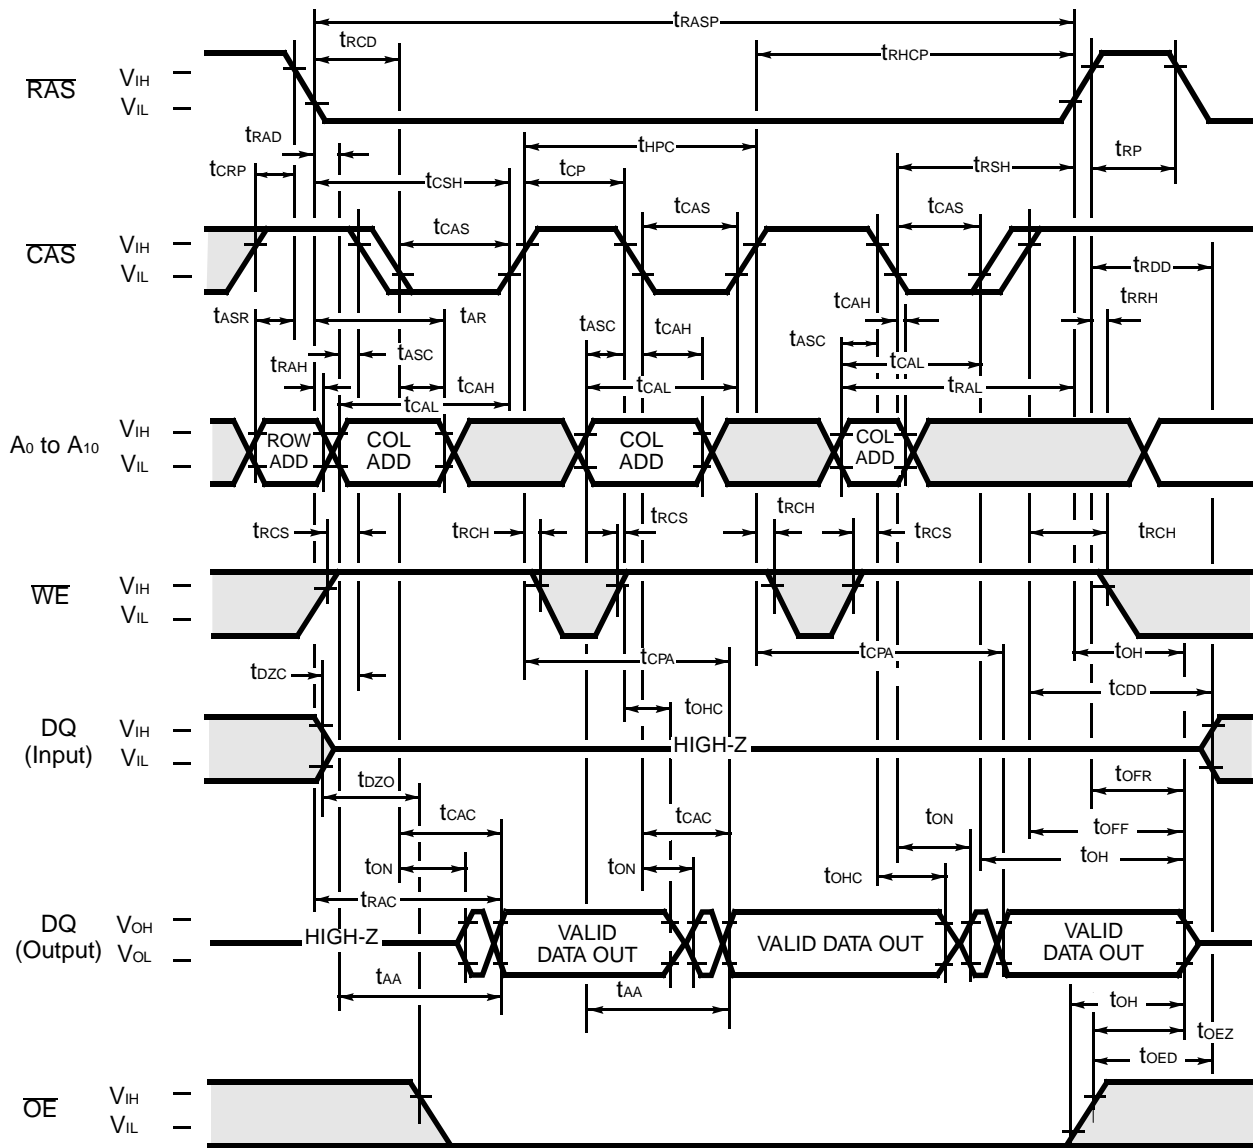 tRASP
tRCD
tRHCP
RAS
VIH
VIL
tRAD
tHPC
tRP
tCRP
tCSH
tCP
tRSH
CAS
VIH
VIL
tCAS
tCAS
tCAS
tRDD
tRRH
tASR
tAR
tASC
tCAH
tCAH
tRAH
tASC
tASC
tCAL
tCAH
tCAL
tRAL
tCAL
A0 to A10
VIH
VIL
ROW
ADD
COL
ADD
COL
ADD
COL
ADD
tRCS
tRCH
tRCS
tRCH
tRCS
tRCH
WE
VIH
VIL
tDZC
tCPA
tCPA
tOH
tCDD
tOHC
DQ
(Input)
VIH
VIL
HIGH-Z
tDZO
tOFR
tCAC
tCAC
tON
tOFF
tON
tON
tOHC
tOH
tRAC
DQ
(Output)
VOH
VOL
HIGH-Z
VALID
DATA OUT
VALID DATA OUT
VALID
DATA OUT
tAA
tAA
tOH
tOEZ
tOED
OE
VIH
VIL